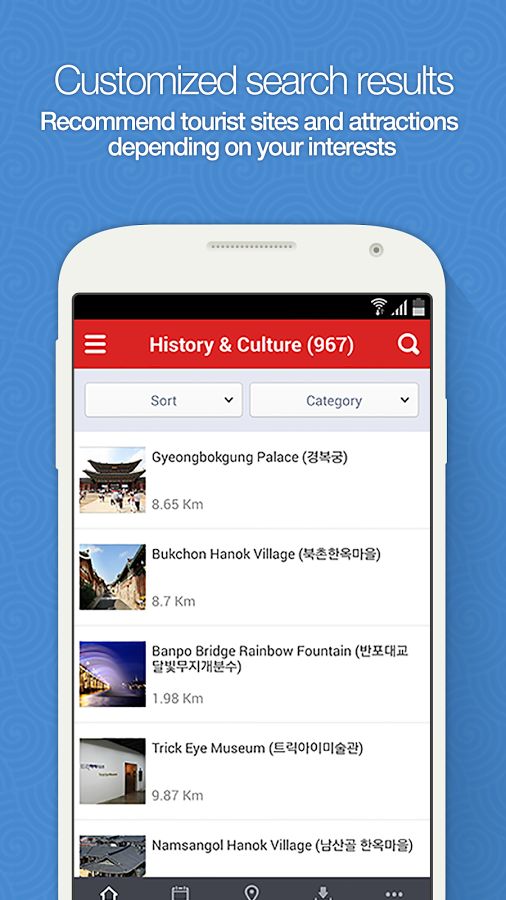 Customized search results
Recommend tourist sites and attractions
depending on your interests
History & Culture (967)
Sort
Category
Gyeongbokgung Palace (경복궁)
8.65 Km
Bukchon Hanok Village (북촌한옥마을)
8.7 Km
Banpo Bridge Rainbow Fountain (반포대교
달빛무지개분수)
1.98 Km
Trick Eye Museum (트릭아이미술관)
9.87 Km
Namsangol Hanok Village (남산골 한옥마을)